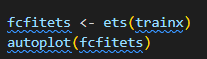 fcfitets <- ets(trainx)
autoplot(fcfitets)